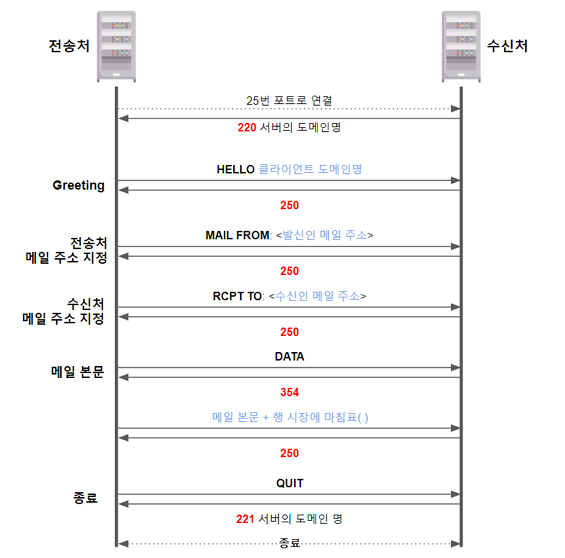 전송처
수신처
25번 포트로 연결
220 서버의 도메인명
HELLO 클라이언트 도메인명
Greeting
250
MAIL FROM: <발신인 메일 주소>
전송처
메일 주소 지정
250
RCPT TO: <수신인 메일 주소>
수신처
메일 주소 지정
250
DATA
메일 본문
354
메일 본문 + 행 시장에 마침표(.)
250
QUIT
종료
221 서버의 도메인 명
종료